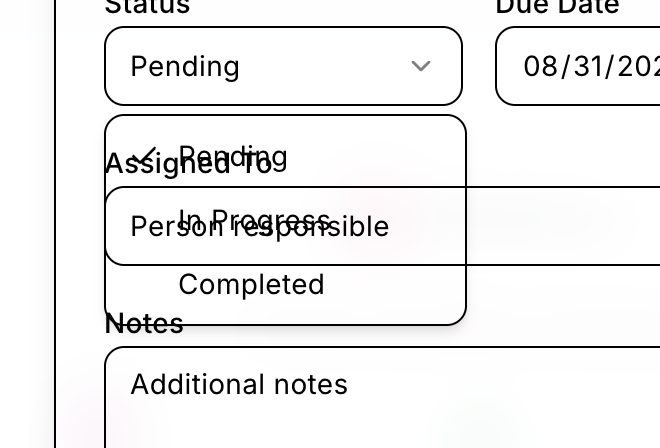 Status
Due Date
Pending
08/31/202
Pending
Assigned To
In Progress
Person responsible
Completed
Notes
Additional notes